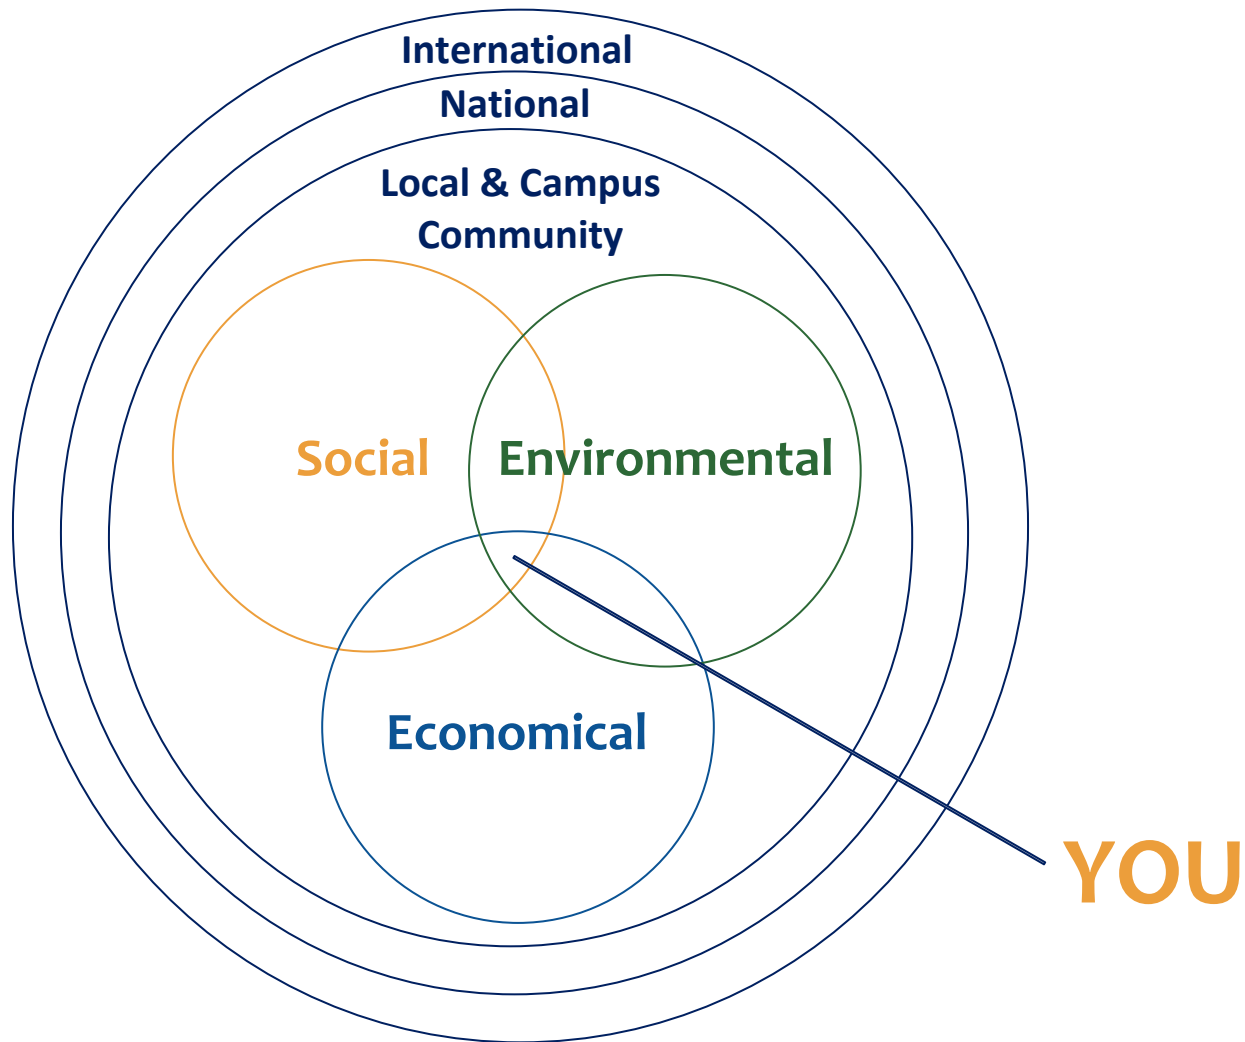 International
National
Local & Campus
Community
Social
Environmental
Economical
YOU